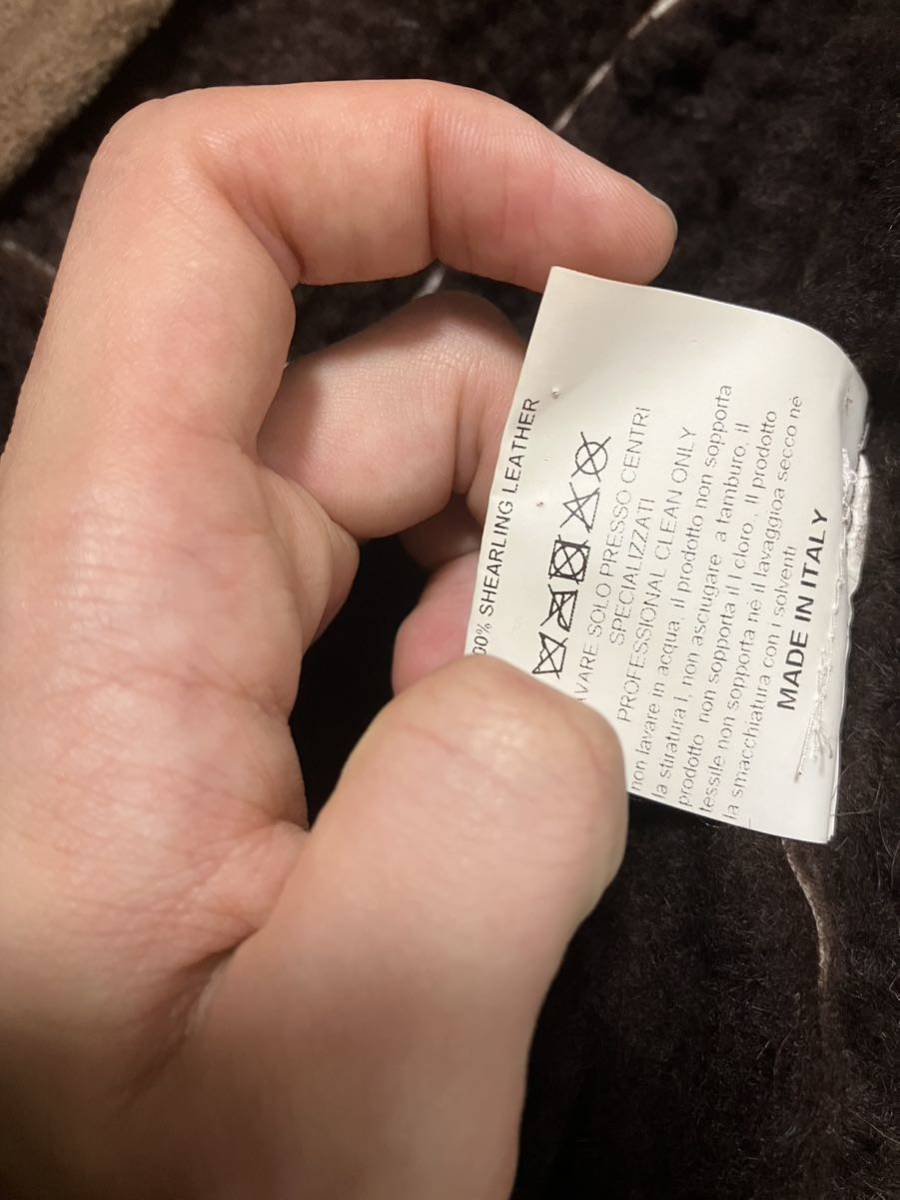 00% SHEARLING LEATHER
VARE SOLO PRESSO CENTRI
SPECIALIZZATI
PROFESSIONAL CLEAN ONLY
non lavare in acqua, il prodotto non sopporta
la stiratura I, non asciugare a tamburo, il
prodotto non sopporta il l cloro, Il prodotto
tessile non sopporta nè il lavaggioa secco nè
la smacchiatura con i solventi
MADE IN ITALY